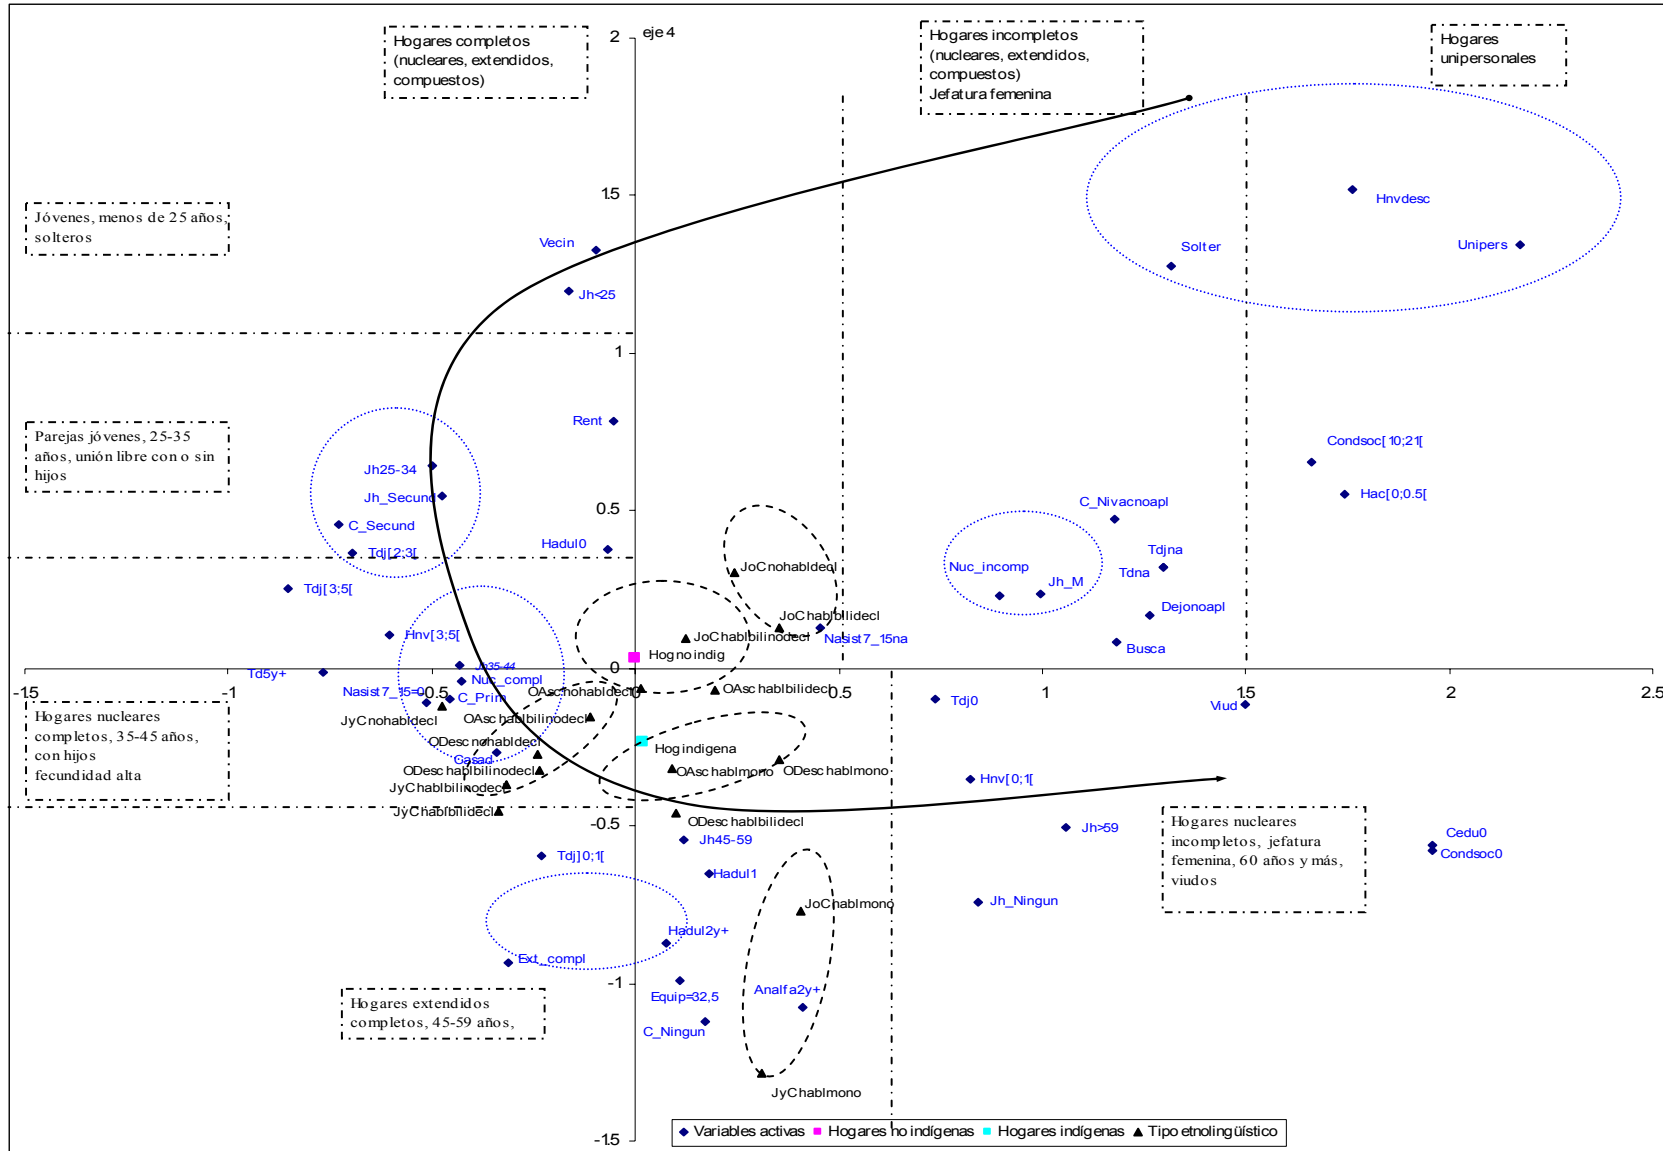 Hogares completos
(nucleares, extendidos,
compuestos)
2
eje 4
Hogares incompletos
(nucleares, extendidos,
compuestos)
Jefatura femenina
Hogares
unipersonales
Jóvenes, menos de 25 años,
solteros
1.5
Hnvdesc
Vecin
Solter
Unipers
Jh<25
1
Parejas jóvenes, 25-35
años, unión libre con o sin
hijos
Rent
Condsoc[10;21[
Jh25-34
Jh_Secund
Hac[0;0.5[
C_Secund
0.5
C_Nivacnoapl
Hadul0
Tdj[2;3[
Tdjna
JoCnohabldecl
Nuc_incomp
Tdna
Tdj[3;5[
Jh_M
JoChablbilidecl
Dejonoapl
Hnv[3;5[
JoChablbilinodecl
Nasist7_15na
Hog no indig
Busca
Jh35-44
0
Td5y+
Nuc_compl
-1.5
-1
-0.5
0
0.5
1
1.5
2
2.5
Nasist7_15=0
C_Prim
OAscnohabldecl
OAschablbilidecl
Tdj0
Viud
Hogares nucleares
completos, 35-45 años,
con hijos
fecundidad alta
JyCnohabldecl
OAschablbilinodecl
ODescnohabldecl
Hog indigena
Casad
ODeschablbilinodecl
OAschablmono
ODeschablmono
JyChablbilinodecl
Hnv[0;1[
JyChablbilidecl
-0.5
ODeschablbilidecl
Jh45-59
Jh>59
Hogares nucleares
incompletos, jefatura
femenina, 60 años y más,
viudos
Cedu0
Condsoc0
Tdj]0;1[
Hadul1
Jh_Ningun
JoChablmono
Hadul2y+
Ext_compl
-1
Equip=32,5
Analfa2y+
Hogares extendidos
completos, 45-59 años,
C_Ningun
JyChablmono
-1.5
Variables activas
Hogares no indígenas
Hogares indígenas
Tipo etnolingüístico